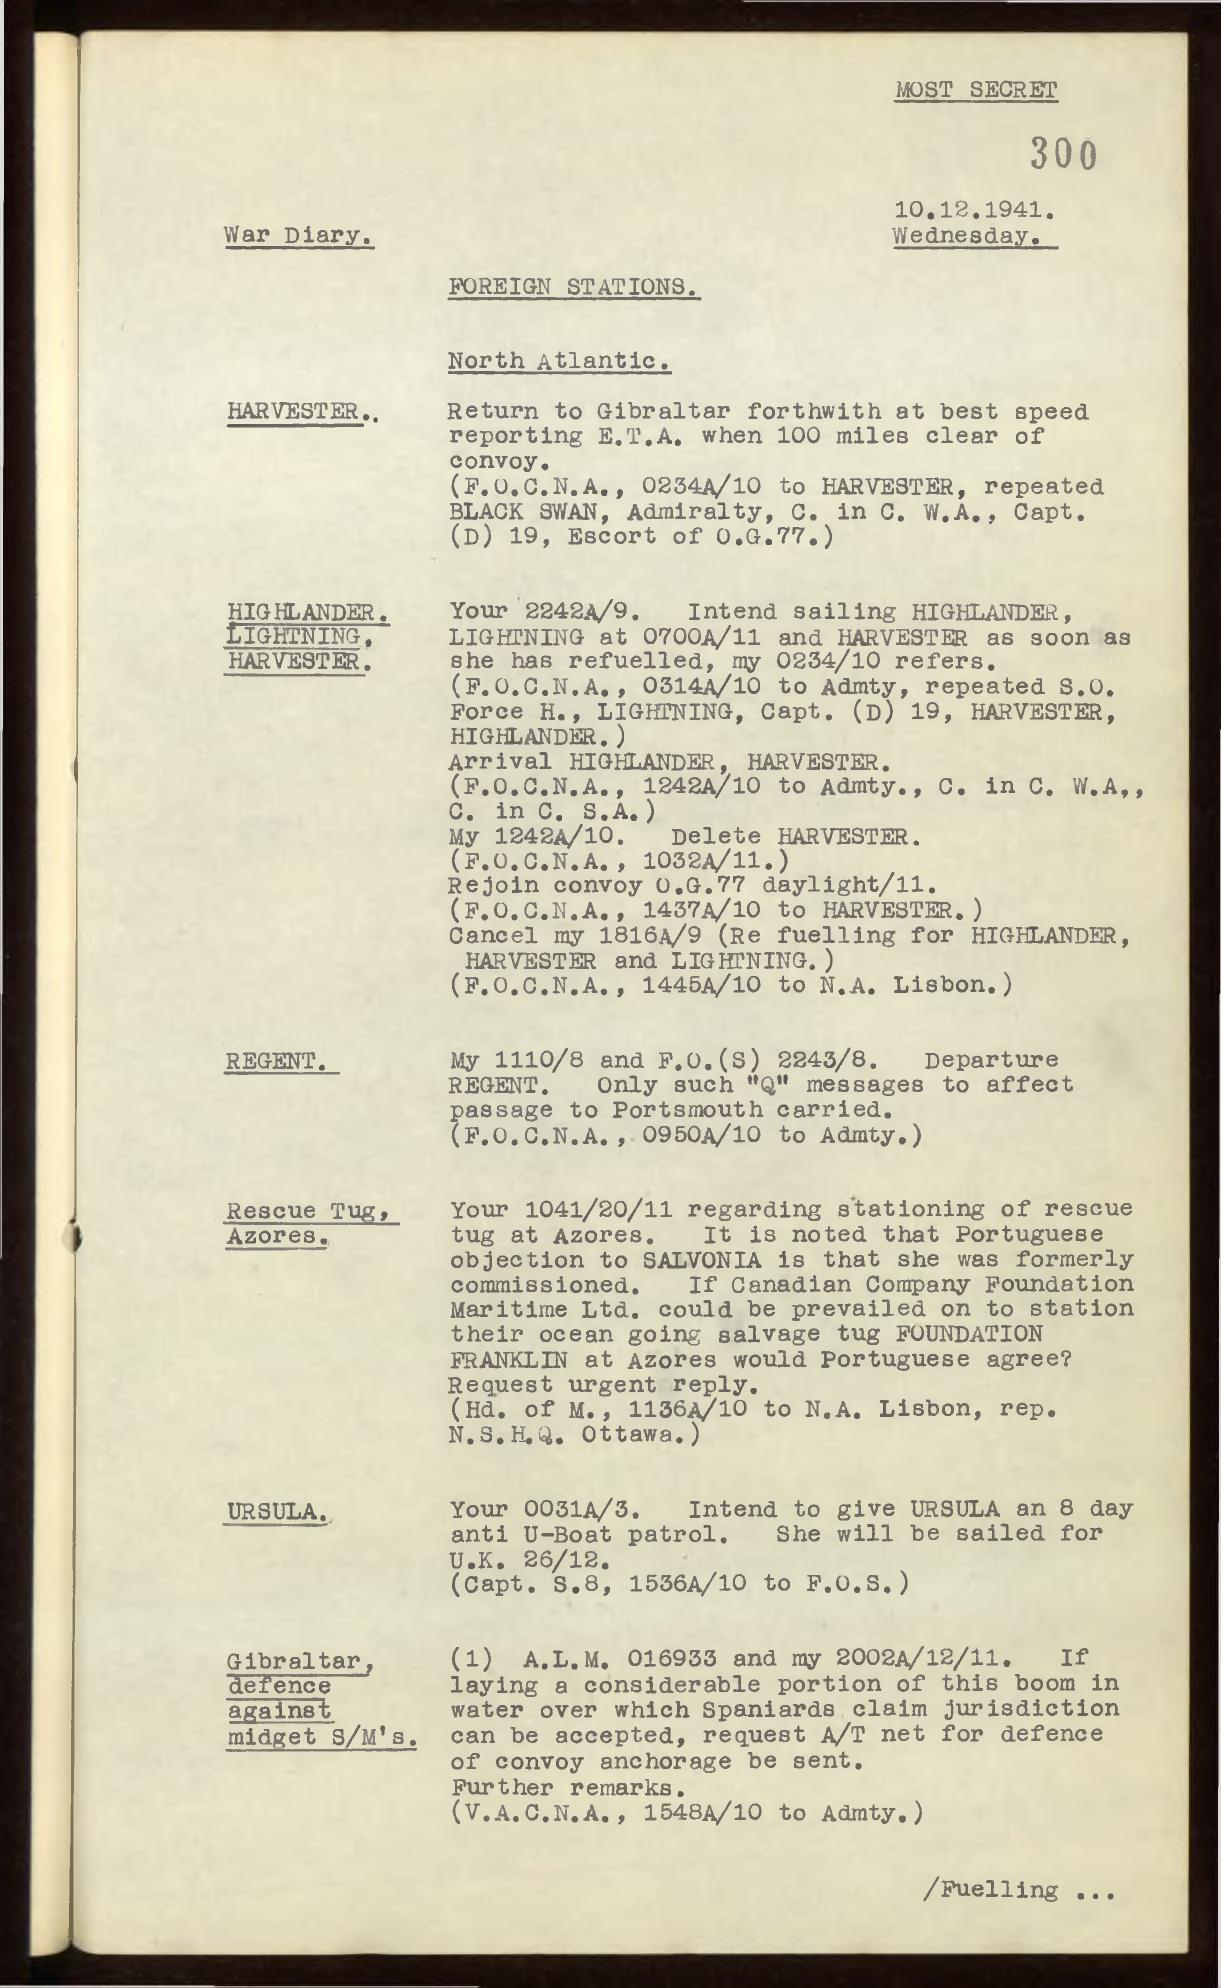 MOST SECRET
300
10.12.1941.
War Diary.
Wednesday.
FOREIGN STATIONS.
North Atlantic.
HARVESTER..
Return to Gibraltar forthwith at best speed
reporting E.T.A. when 100 miles clear of
convoy.
(F.O.C.N.A., 0234A/10 to HARVESTER, repeated
BLACK SWAN, Admiralty, C. in C. W.A., Capt.
(D) 19, Escort of O.G.77.)
HIGHLANDER.
LIGHTNING,
HARVESTER.
Your 2242A/9. Intend sailing HIGHLANDER,
LIGHTNING at 0700A/11 and HARVESTER as soon as
she has refuelled, my 0234/10 refers.
(F.O.C.N.A., 0314A/10 to Admty, repeated S.O.
Force H., LIGHTNING, Capt. (D) 19, HARVESTER,
HIGHLANDER.)
Arrival HIGHLANDER, HARVESTER.
(F.O.C.N.A., 1242A/10 to Admty., C. in C. W.A.,
C. in C. S.A.)
My 1242A/10. Delete HARVESTER.
(F.O.C.N.A., 1032A/11.)
Rejoin convoy O.G.77 daylight/11.
(F.O.C.N.A., 1437A/10 to HARVESTER.)
Cancel my 1816A/9 (Re fuelling for HIGHLANDER,
HARVESTER and LIGHTNING.)
(F.O.C.N.A., 1445A/10 to N.A. Lisbon.)
REGENT.
My 1110/8 and F.O.(S) 2243/8. Departure
REGENT. Only such "Q" messages to affect
passage to Portsmouth carried.
(F.O.C.N.A., 0950A/10 to Admty.)
Rescue Tug,
Azores.
Your 1041/20/11 regarding stationing of rescue
tug at Azores. It is noted that Portuguese
objection to SALVONIA is that she was formerly
commissioned. If Canadian Company Foundation
Maritime Ltd. could be prevailed on to station
their ocean going salvage tug FOUNDATION
FRANKLIN at Azores would Portuguese agree?
Request urgent reply.
(Hd. of M., 1136A/10 to N.A. Lisbon, rep.
N.S.H.Q. Ottawa.)
URSULA.
Your 0031A/3. Intend to give URSULA an 8 day
anti U-Boat patrol. She will be sailed for
U.K. 26/12.
(Capt. S.8, 1536A/10 to F.O.S.)
Gibraltar,
defence
against
midget S/M's.
(1) A.L.M. 016933 and my 2002A/12/11. If
laying a considerable portion of this boom in
water over which Spaniards claim jurisdiction
can be accepted, request A/T net for defence
of convoy anchorage be sent.
Further remarks.
(V.A.C.N.A., 1548A/10 to Admty.)
/Fuelling ...